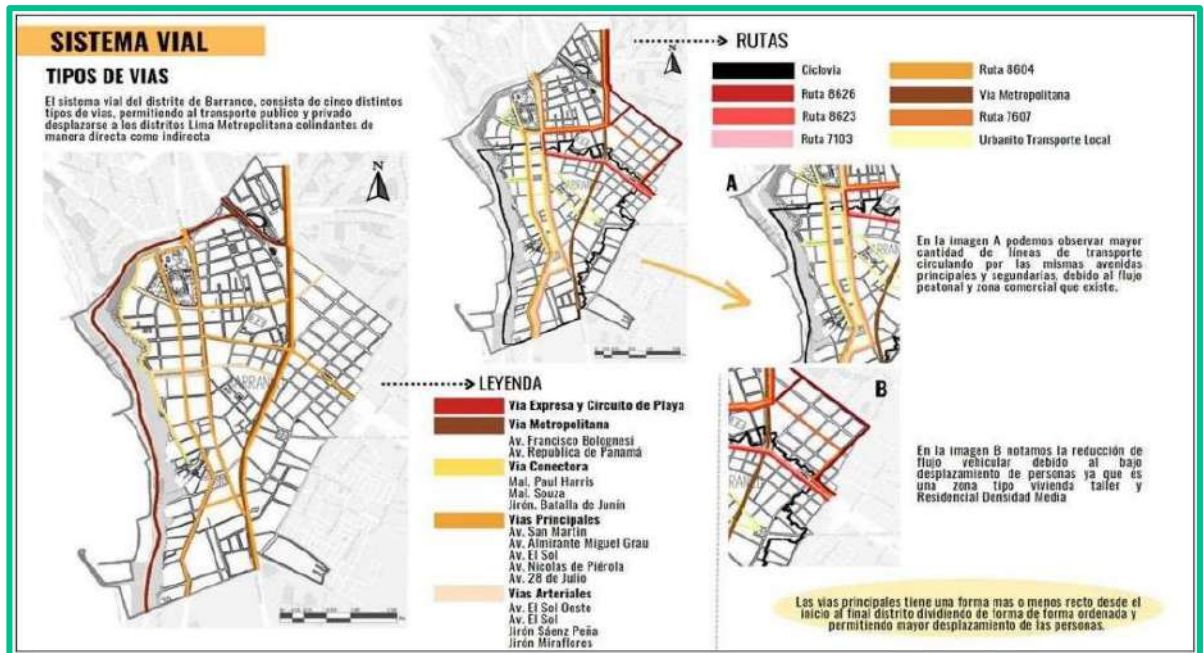 SISTEMA VIAL
TIPOS DE VIAS
El sistema vial del distrite de Barranco, consista de cinco distintos
tipos de vias, permitiendo al transporte publico y privado
desplazarse a los distritos Lima Metropolitana colindantes de
manera directa como indirecta
N
BARRANCO
LEYENDA
Via Expresa y Circuito de Playa
Via Metropolitana
Av. Francisco Bolognesi
Av. Republica de Panamá
Via Conectora
Mal. Paul Harris
Mal. Souza
Jirón. Batalla de Junín
Vias Principales
Av. San Martin
Av. Almirante Miguel Grau
Av. El Sol
Av. Nicolas de Piérola
Av. 28 de Julio
Vias Arteriales
Av. El Sol Oeste
Av. El Sol
Jirón Sáenz Peña
Jirón Miraflores
N
RUTAS
Ciclovia
Ruta 8626
Ruta 8623
Ruta 7103
Ruta 8604
Via Metropolitana
Ruta 7607
Urbanito Transporte Local
A
En la imagen A podemos observar mayor
cantidad de líneas de transporte
circulando por las mismas avenidas
principales y segundarias, debido al flujo
peatonal y zona comercial que existe.
B
En la imagen B notamos la reducción de
flujo vehicular debido al bajo
desplazamiento de personas ya que es
una zona tipo vivienda taller y
Residencial Densidad Media
Las vias principales tiene una forma mas o menos recto desde el
inicio al final distrito dividiendo de forma de forma ordenada y
permitiendo mayor desplazamiento de las personas.